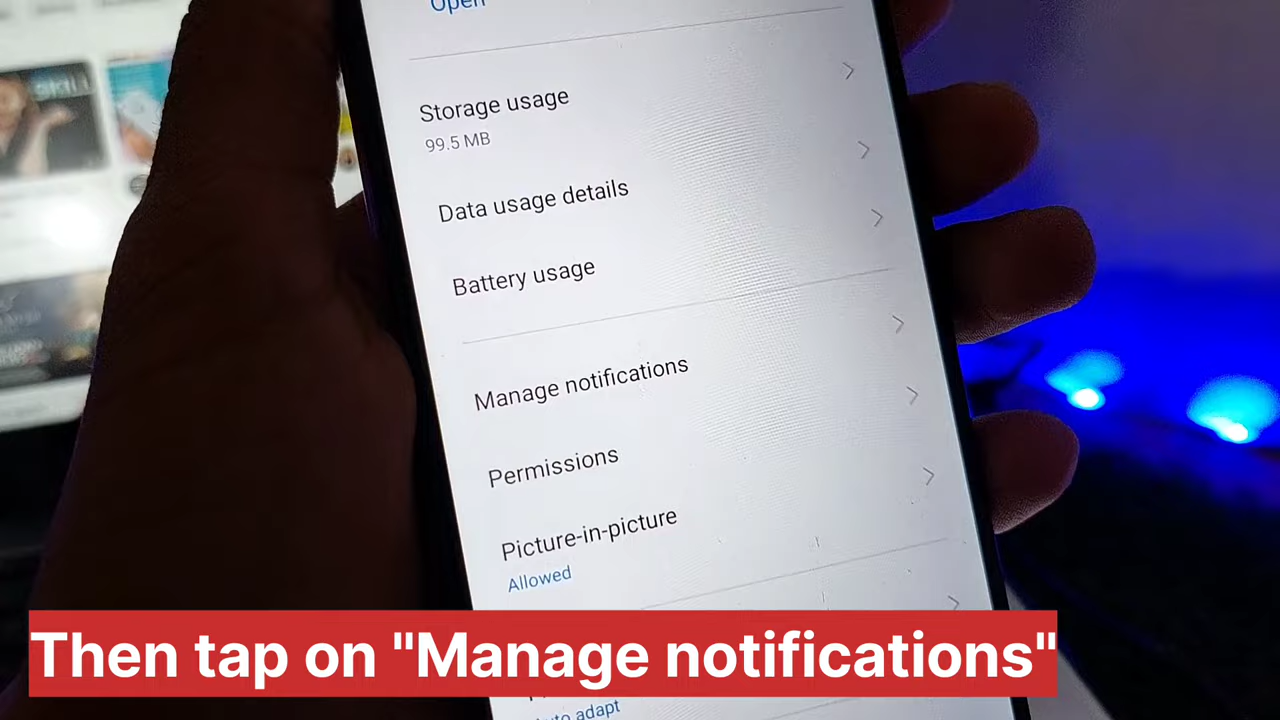 Open
Storage usage
99.5 MB
Data usage details
Battery usage
Manage notifications
Permissions
Picture-in-picture
Allowed
Then tap on "Manage notifications"
adapt